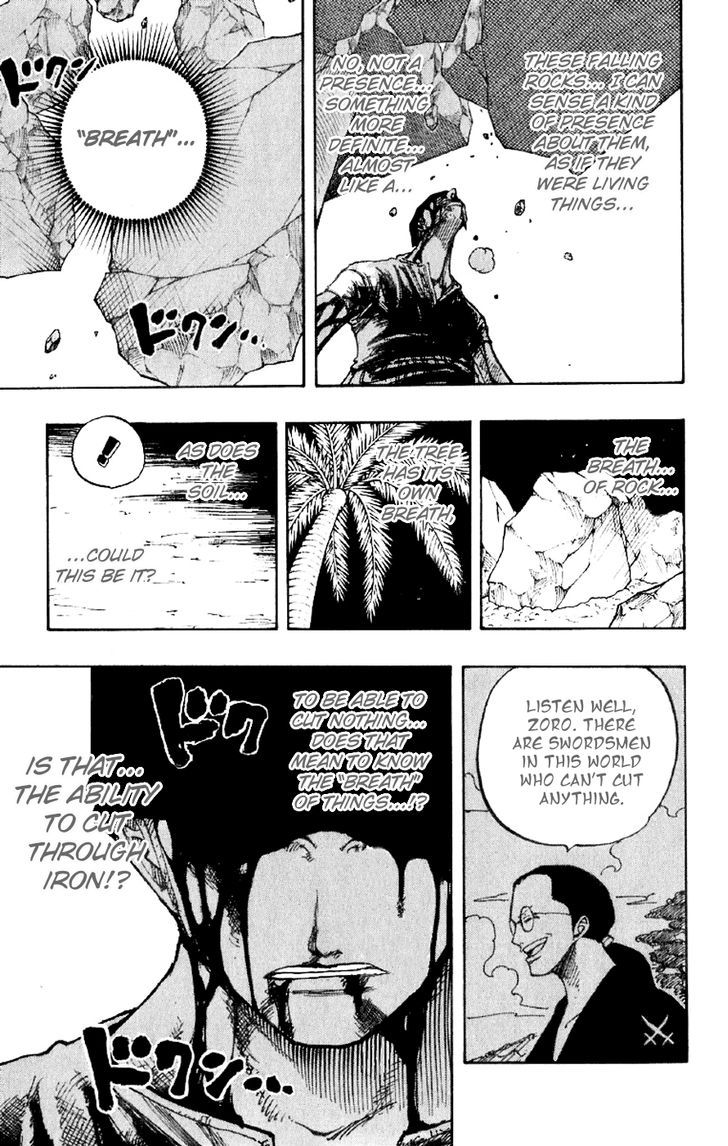 THESE FALLING
ROCKS... I CAN
SENSE A KIND
OF PRESENCE
ABOUT THEM,
AS IF THEY
WERE LIVING
THINGS...
NO, NOT A
PRESENCE...
SOMETHING
MORE
DEFINITE...
ALMOST
LIKE A...
ドクン
"BREATH"...
ドクン...
THE
BREATH...
OF ROCK...
THE TREE
HAS ITS
OWN
BREATH,
AS DOES
THE
SOIL...
!
...COULD
THIS BE IT?
LISTEN WELL,
ZORO. THERE
ARE SWORDSMEN
IN THIS WORLD
WHO CAN'T CUT
ANYTHING.
TO BE ABLE TO
CUT NOTHING...
DOES THAT
MEAN TO KNOW
THE "BREATH"
OF THINGS...!?
ドクン
IS THAT...
THE ABILITY
TO CUT
THROUGH
IRON!?
ドクン...